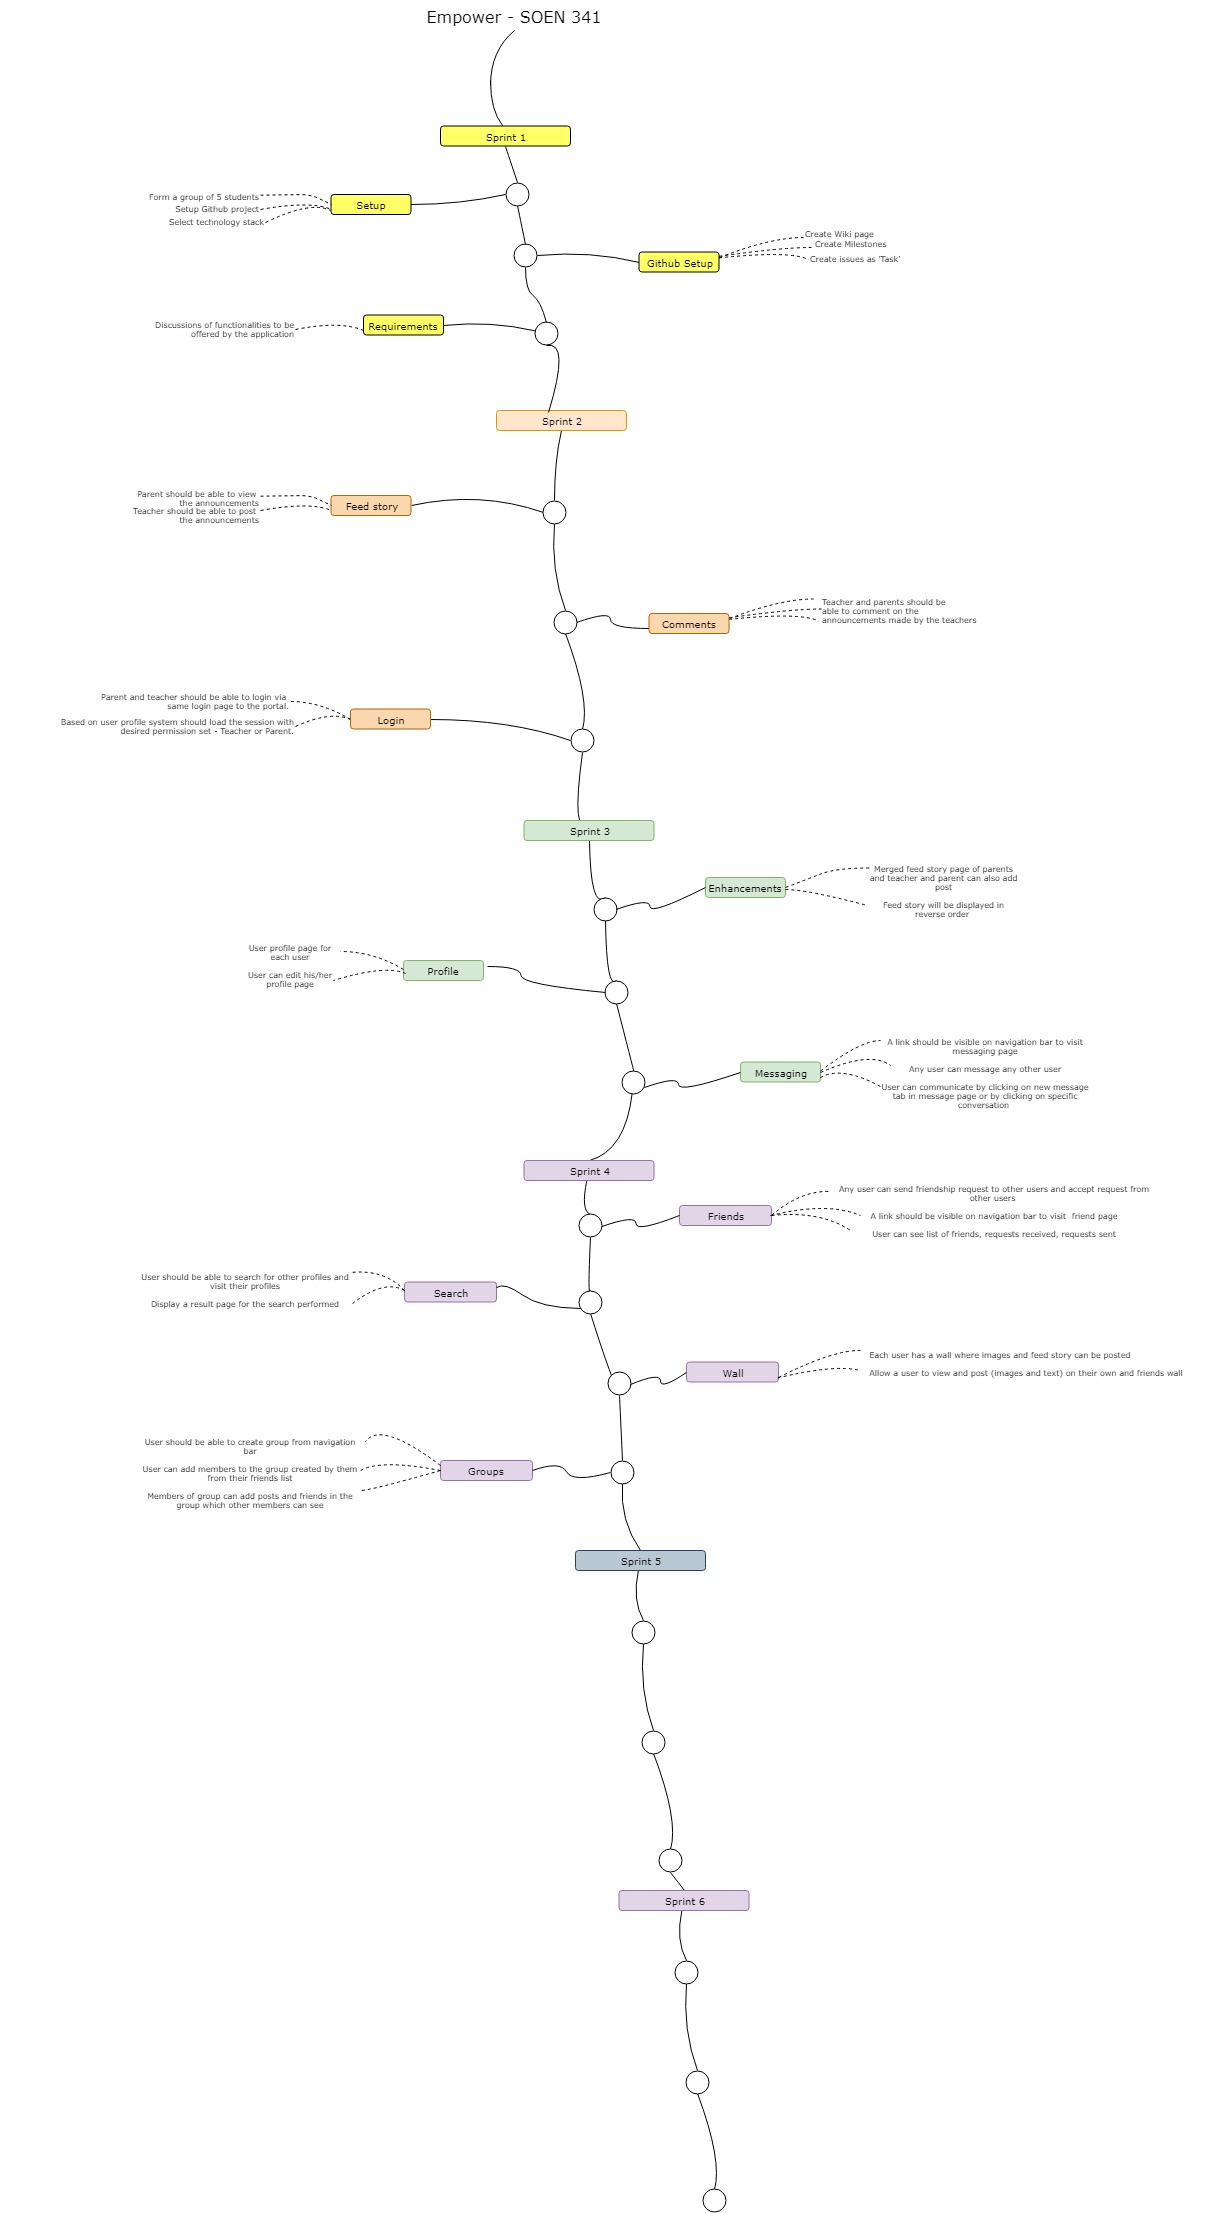 Empower - SOEN 341
Sprint 1
Form a group of 5 students
Setup Github project
Select technology stack
Setup
Create Wiki page
Create Milestones
Create issues as 'Task'
Github Setup
Discussions of functionalities to be
offered by the application
Requirements
Sprint 2
Parent should be able to view
the announcements
Teacher should be able to post
the announcements
Feed story
Teacher and parents should be
able to comment on the
announcements made by the teachers
Comments
Parent and teacher should be able to login via
same login page to the portal.
Based on user profile system should load the session with
desired permission set - Teacher or Parent.
Login
Sprint 3
Merged feed story page of parents
and teacher and parent can also add
post
Feed story will be displayed in
reverse order
Enhancements
User profile page for
each user
User can edit his/her
profile page
Profile
A link should be visible on navigation bar to visit
messaging page
Any user can message any other user
User can communicate by clicking on new message
tab in message page or by clicking on specific
conversation
Messaging
Sprint 4
Any user can send friendship request to other users and accept request from
other users
A link should be visible on navigation bar to visit friend page
User can see list of friends, requests received, requests sent
Friends
User should be able to search for other profiles and
visit their profiles
Display a result page for the search performed
Search
Each user has a wall where images and feed story can be posted
Allow a user to view and post (images and text) on their own and friends wall
Wall
User should be able to create group from navigation
bar
User can add members to the group created by them
from their friends list
Members of group can add posts and friends in the
group which other members can see
Groups
Sprint 5
Sprint 6